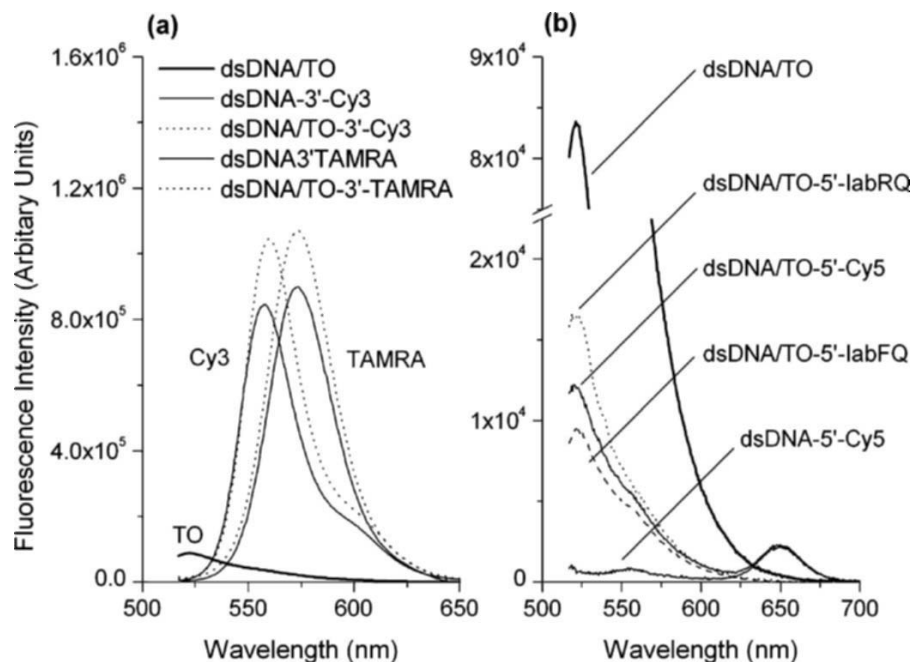 (a)
dsDNA/TO
dsDNA-3'-Cy3
dsDNA/TO-3'-Cy3
dsDNA3'TAMRA
dsDNA/TO-3'-TAMRA
Fluorescence Intensity (Arbitary Units)
1.6x10⁶
1.2x10⁶
8.0x10⁵
4.0x10⁵
0.0
Cy3
TAMRA
TO
500 550 600 650
Wavelength (nm)
(b)
9x10⁴
8x10⁴
2x10⁴
1x10⁴
0
dsDNA/TO
dsDNA/TO-5'-IabRQ
dsDNA/TO-5'-Cy5
dsDNA/TO-5'-IabFQ
dsDNA-5'-Cy5
500 550 600 650 700
Wavelength (nm)